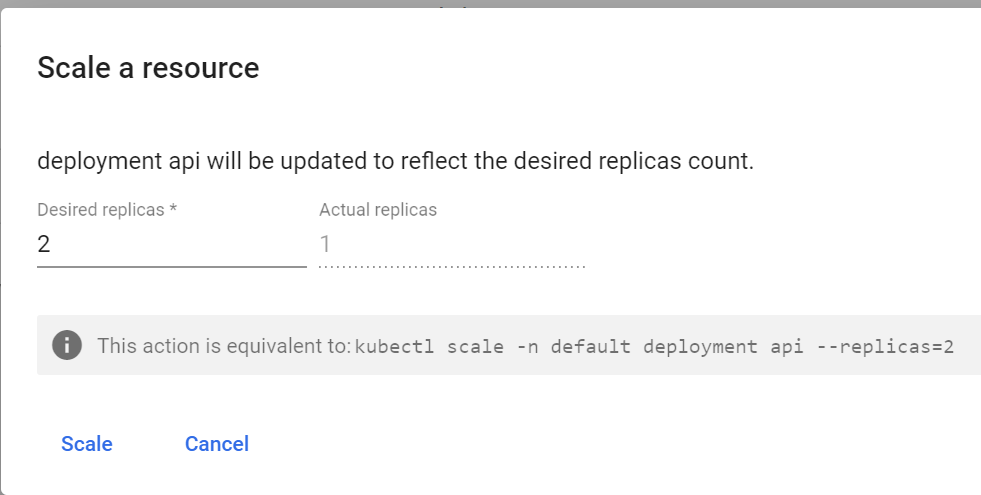 Scale a resource
deployment api will be updated to reflect the desired replicas count.
Desired replicas * Actual replicas
2 1
This action is equivalent to: kubectl scale -n default deployment api --replicas=2
Scale Cancel